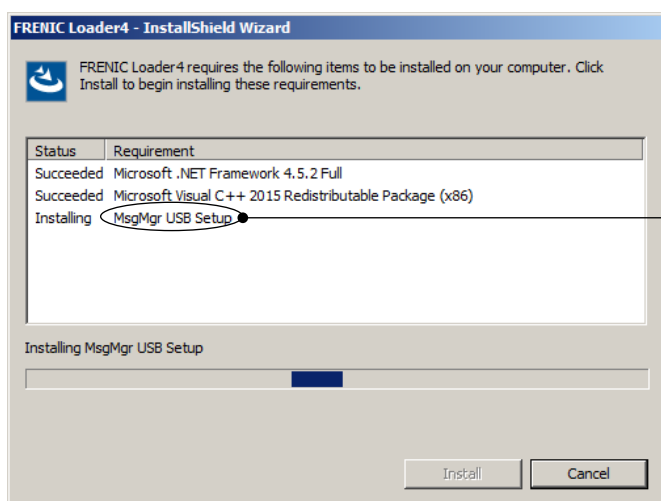 FRENIC Loader4 - InstallShield Wizard
FRENIC Loader4 requires the following items to be installed on your computer. Click
Install to begin installing these requirements.
Status Requirement
Succeeded Microsoft .NET Framework 4.5.2 Full
Succeeded Microsoft Visual C++ 2015 Redistributable Package (x86)
Installing MsgMgr USB Setup
Installing MsgMgr USB Setup
Install Cancel